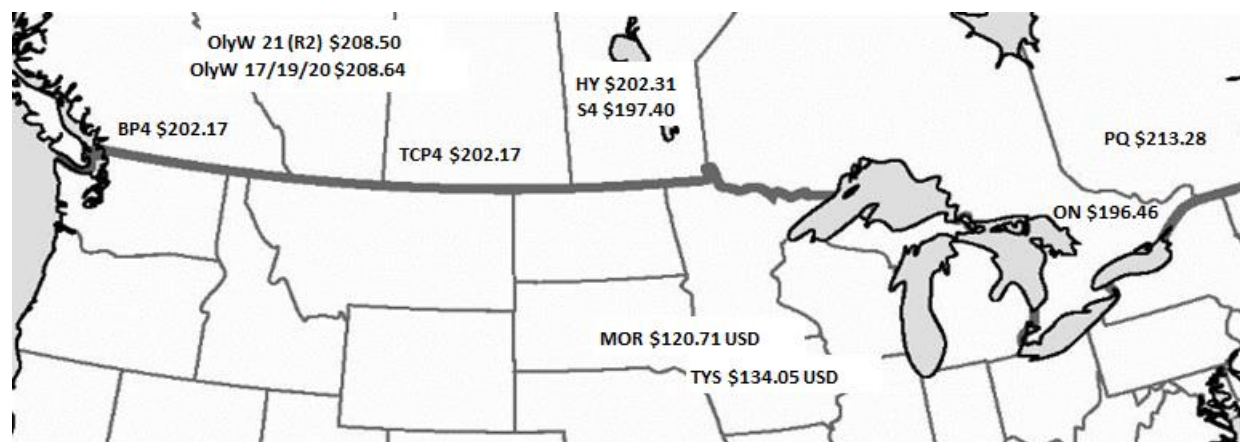 OlyW 21 (R2) $208.50
OlyW 17/19/20 $208.64
HY $202.31
S4 $197.40
BP4 $202.17
TCP4 $202.17
PQ $213.28
ON $196.46
MOR $120.71 USD
TYS $134.05 USD